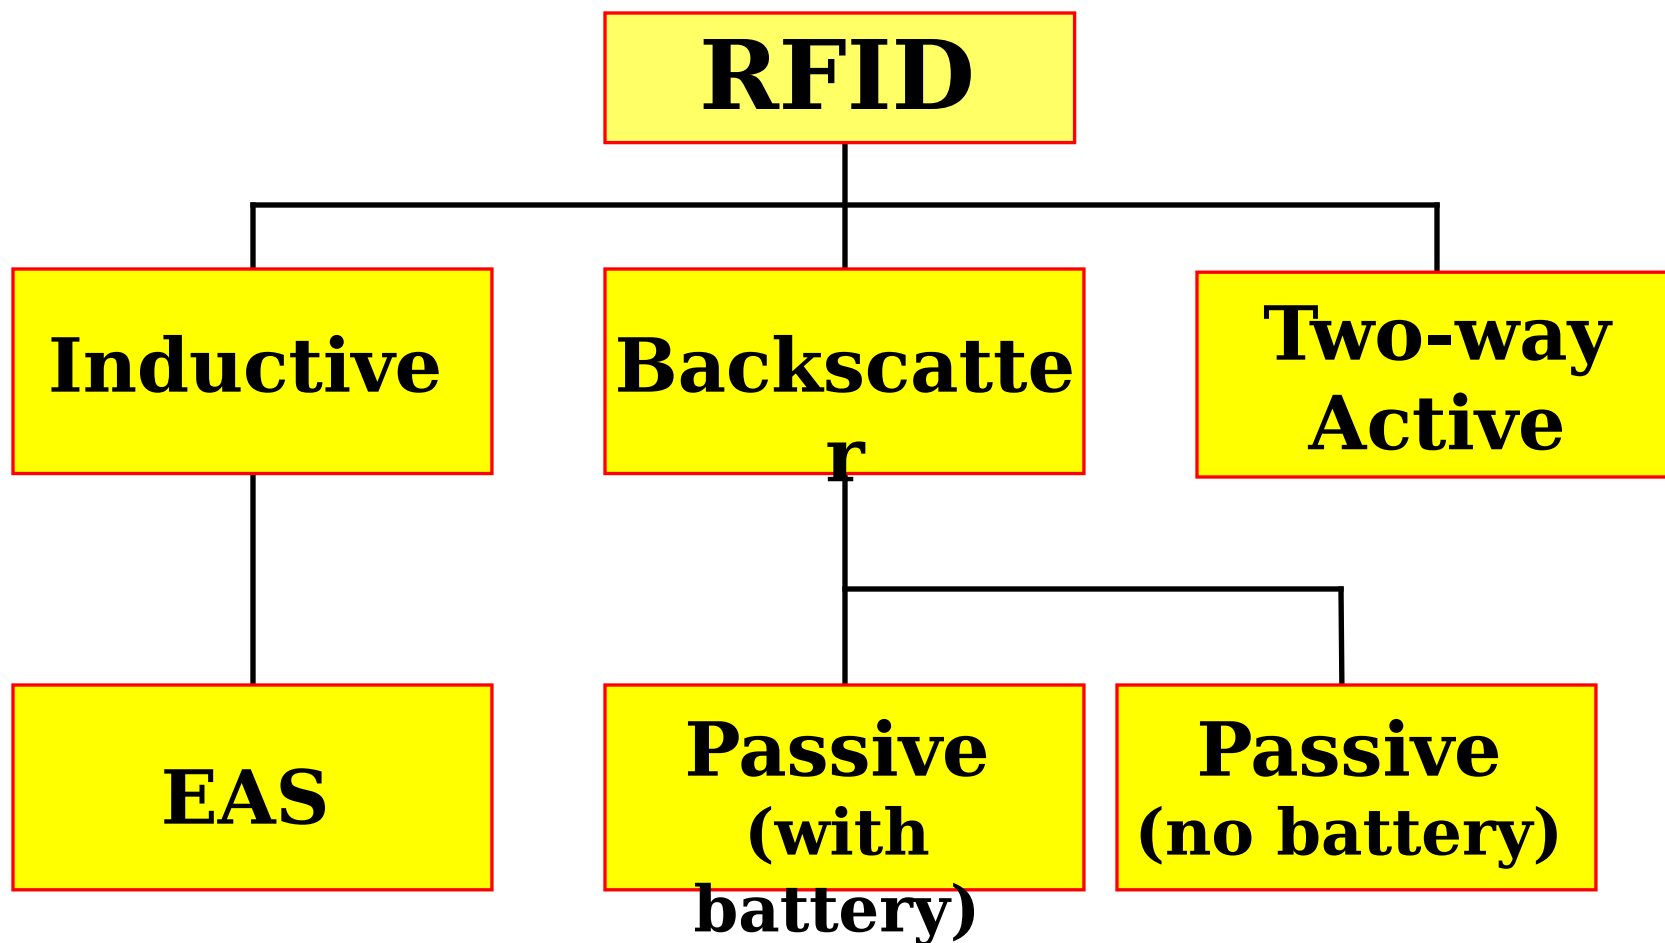 RFID
Inductive
Backscatte
r
Two-way
Active
EAS
Passive
(with
battery)
Passive
(no battery)